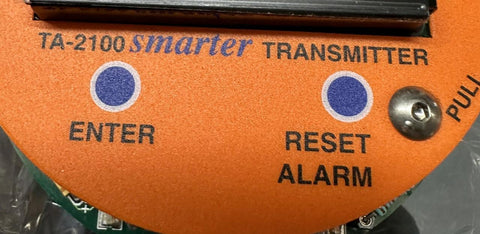 TA-2100 smarter TRANSMITTER
ENTER
RESET
ALARM
PULL